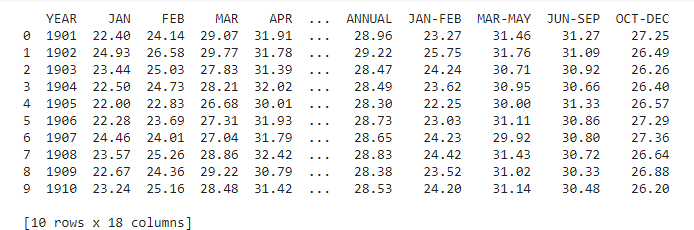 YEAR JAN FEB MAR APR ... ANNUAL JAN-FEB MAR-MAY JUN-SEP OCT-DEC
0 1901 22.40 24.14 29.07 31.91 ... 28.96 23.27 31.46 31.27 27.25
1 1902 24.93 26.58 29.77 31.78 ... 29.22 25.75 31.76 31.09 26.49
2 1903 23.44 25.03 27.83 31.39 ... 28.47 24.24 30.71 30.92 26.26
3 1904 22.50 24.73 28.21 32.02 ... 28.49 23.62 30.95 30.66 26.40
4 1905 22.00 22.83 26.68 30.01 ... 28.30 22.25 30.00 31.33 26.57
5 1906 22.28 23.69 27.31 31.93 ... 28.73 23.03 31.11 30.86 27.29
6 1907 24.46 24.01 27.04 31.79 ... 28.65 24.23 29.92 30.80 27.36
7 1908 23.57 25.26 28.86 32.42 ... 28.83 24.42 31.43 30.72 26.64
8 1909 22.67 24.36 29.22 30.79 ... 28.38 23.52 31.02 30.33 26.88
9 1910 23.24 25.16 28.48 31.42 ... 28.53 24.20 31.14 30.48 26.20
[10 rows x 18 columns]